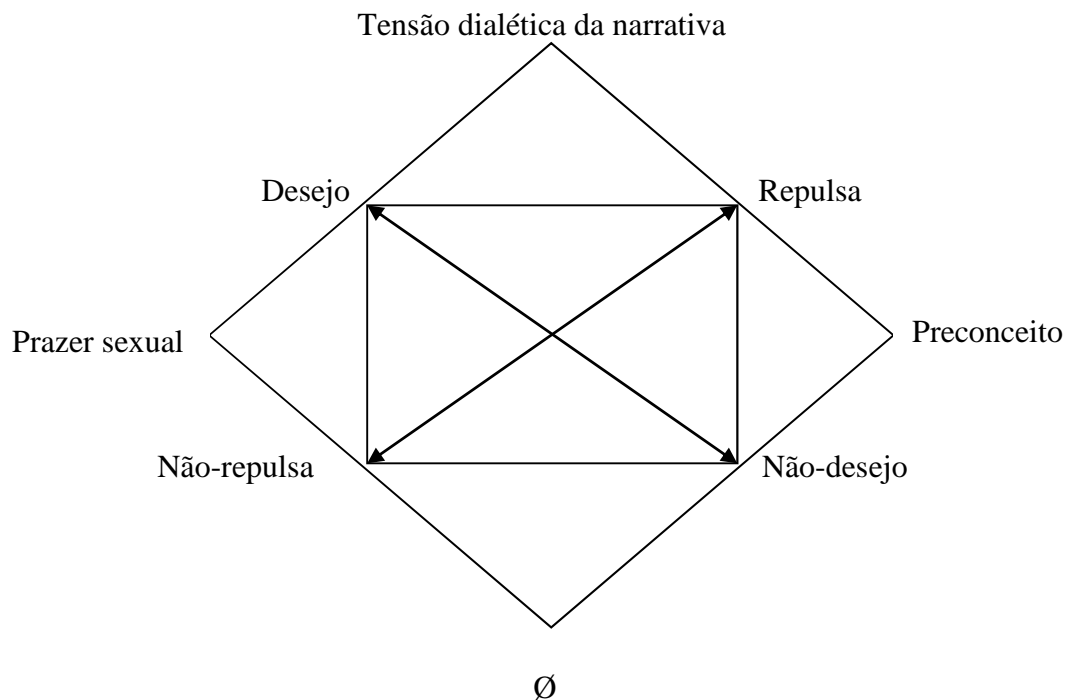 Tensão dialética da narrativa
Desejo
Repulsa
Prazer sexual
Preconceito
Não-repulsa
Não-desejo
Ø